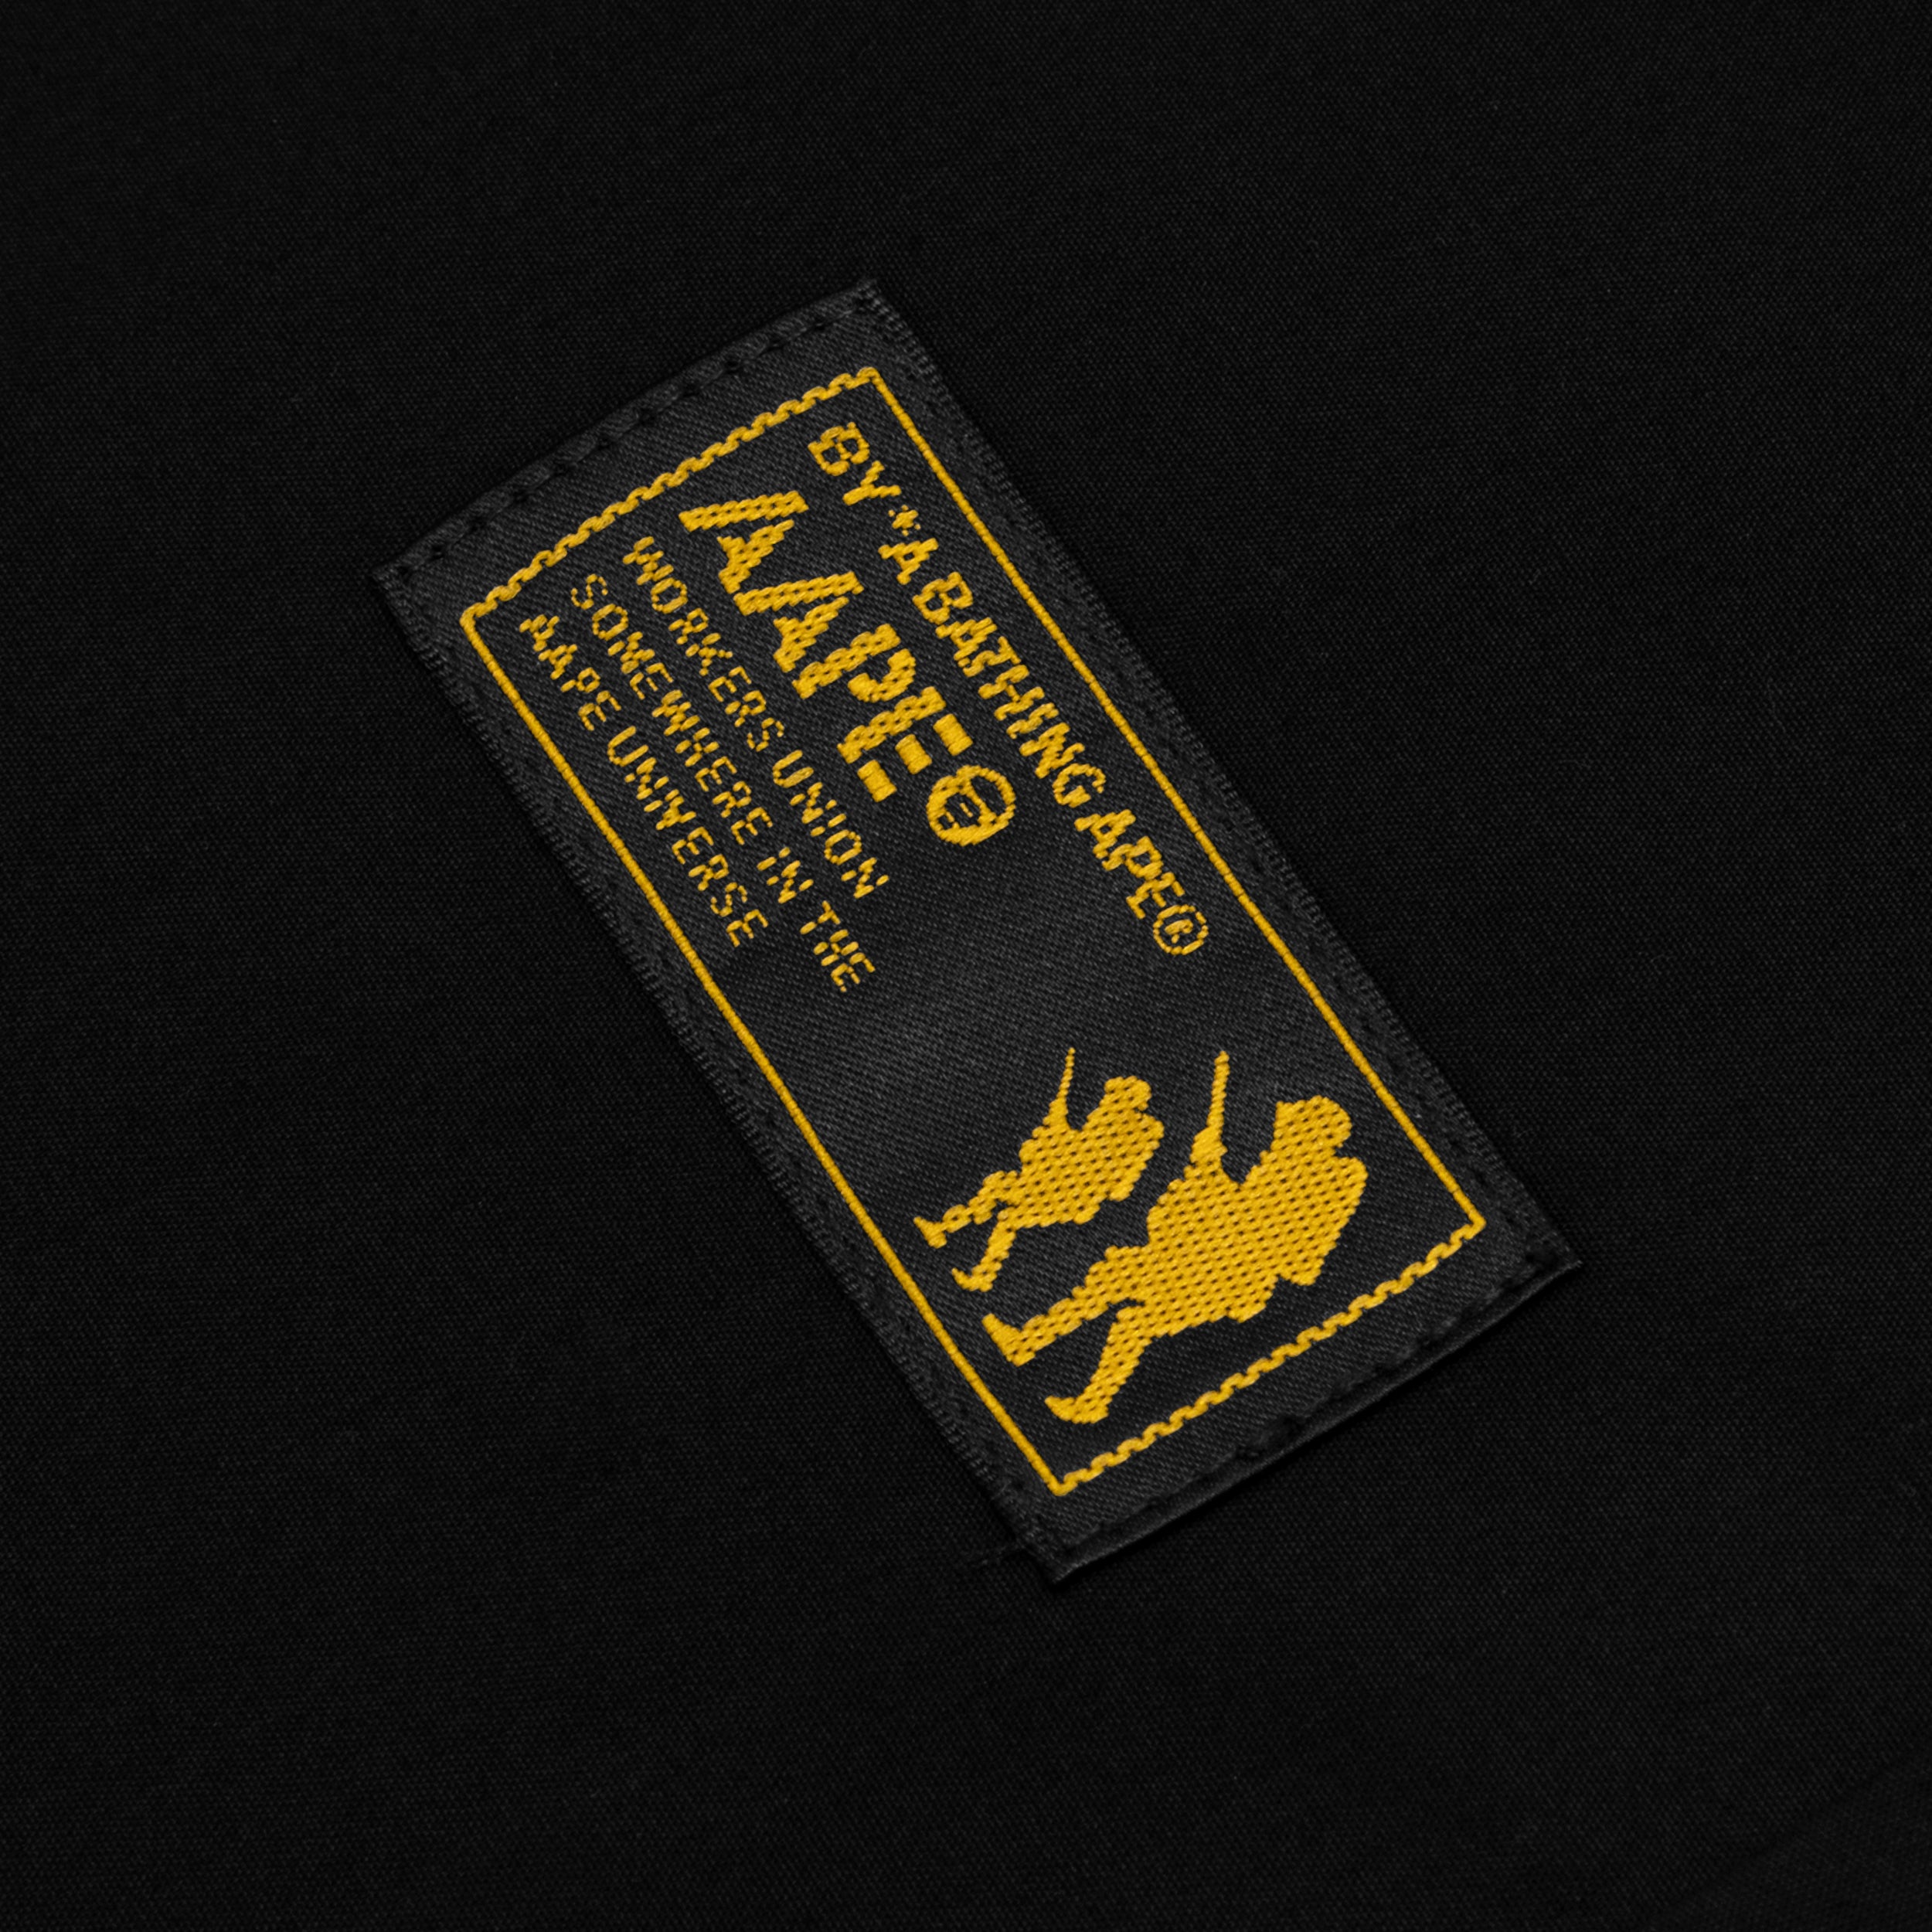 BY *A BATHING APE®
AAPE
WORKERS UNION
SOMEWHERE IN THE
AAPE UNIVERSE